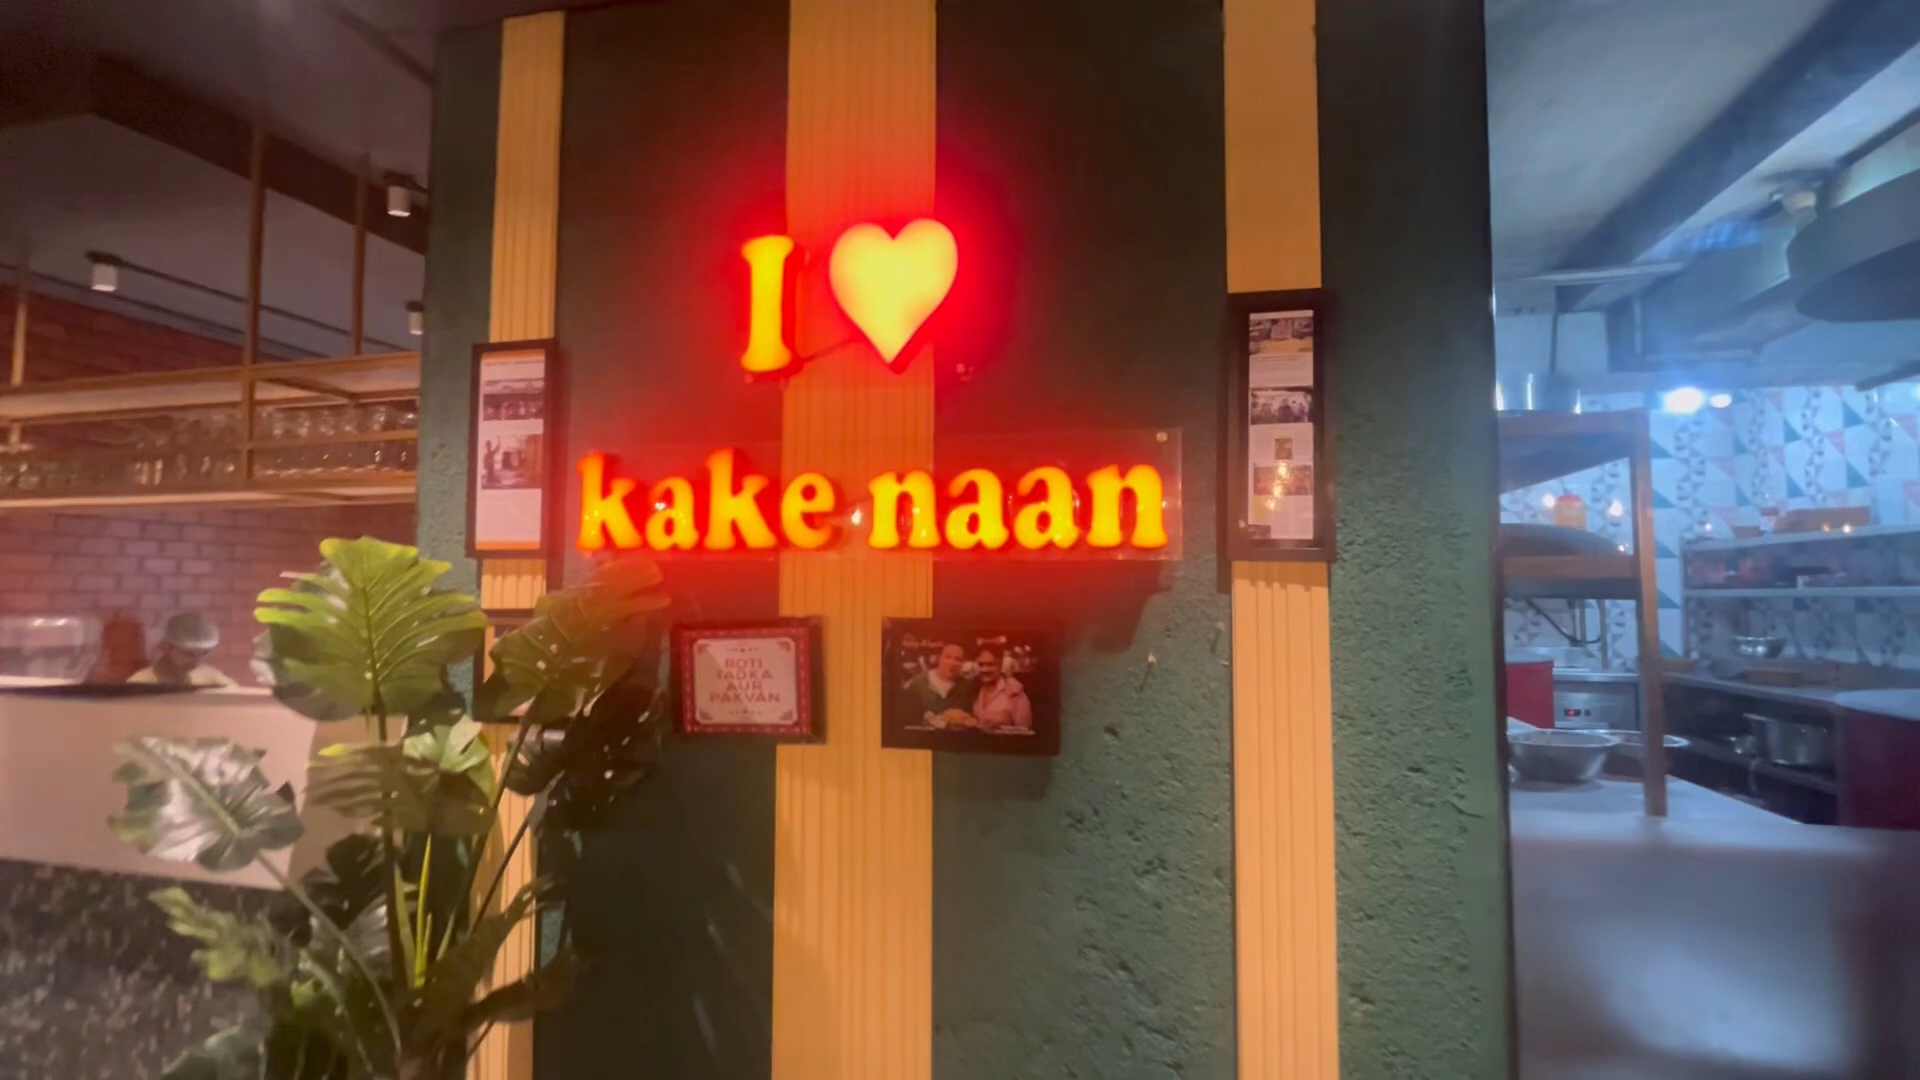 I ♥
kake naan
ROTI
TADKA
AUR
PAKVAN